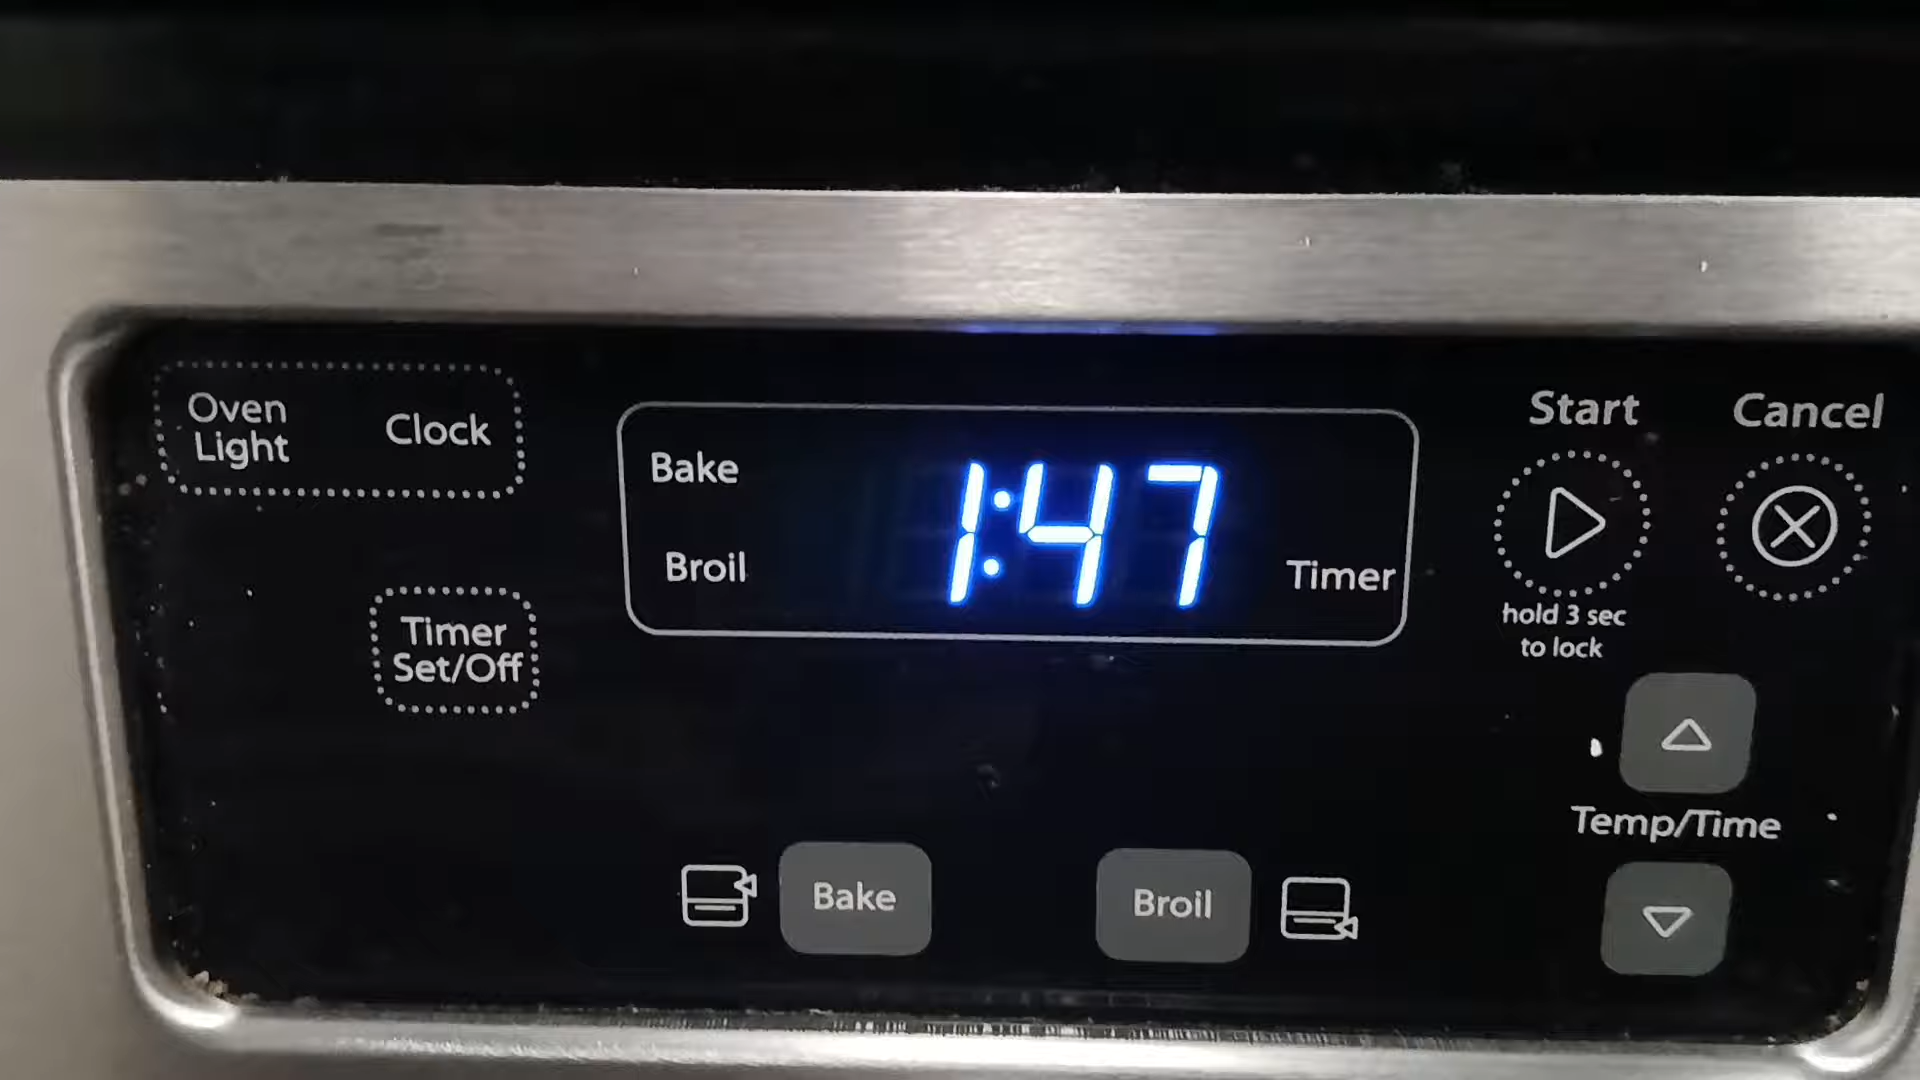 Oven
Light
Clock
Timer
Set/Off
Bake
Broil
1:47
Timer
Start
hold 3 sec
to lock
Cancel
Temp/Time
Bake
Broil